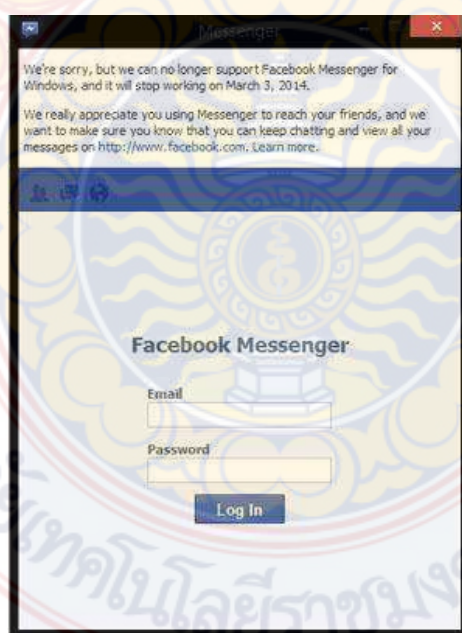 Messenger
We're sorry, but we can no longer support Facebook Messenger for
Windows, and it will stop working on March 3, 2014.
We really appreciate you using Messenger to reach your friends, and we
want to make sure you know that you can keep chatting and view all your
messages on http://www.facebook.com. Learn more.
Facebook Messenger
Email
Password
Log In